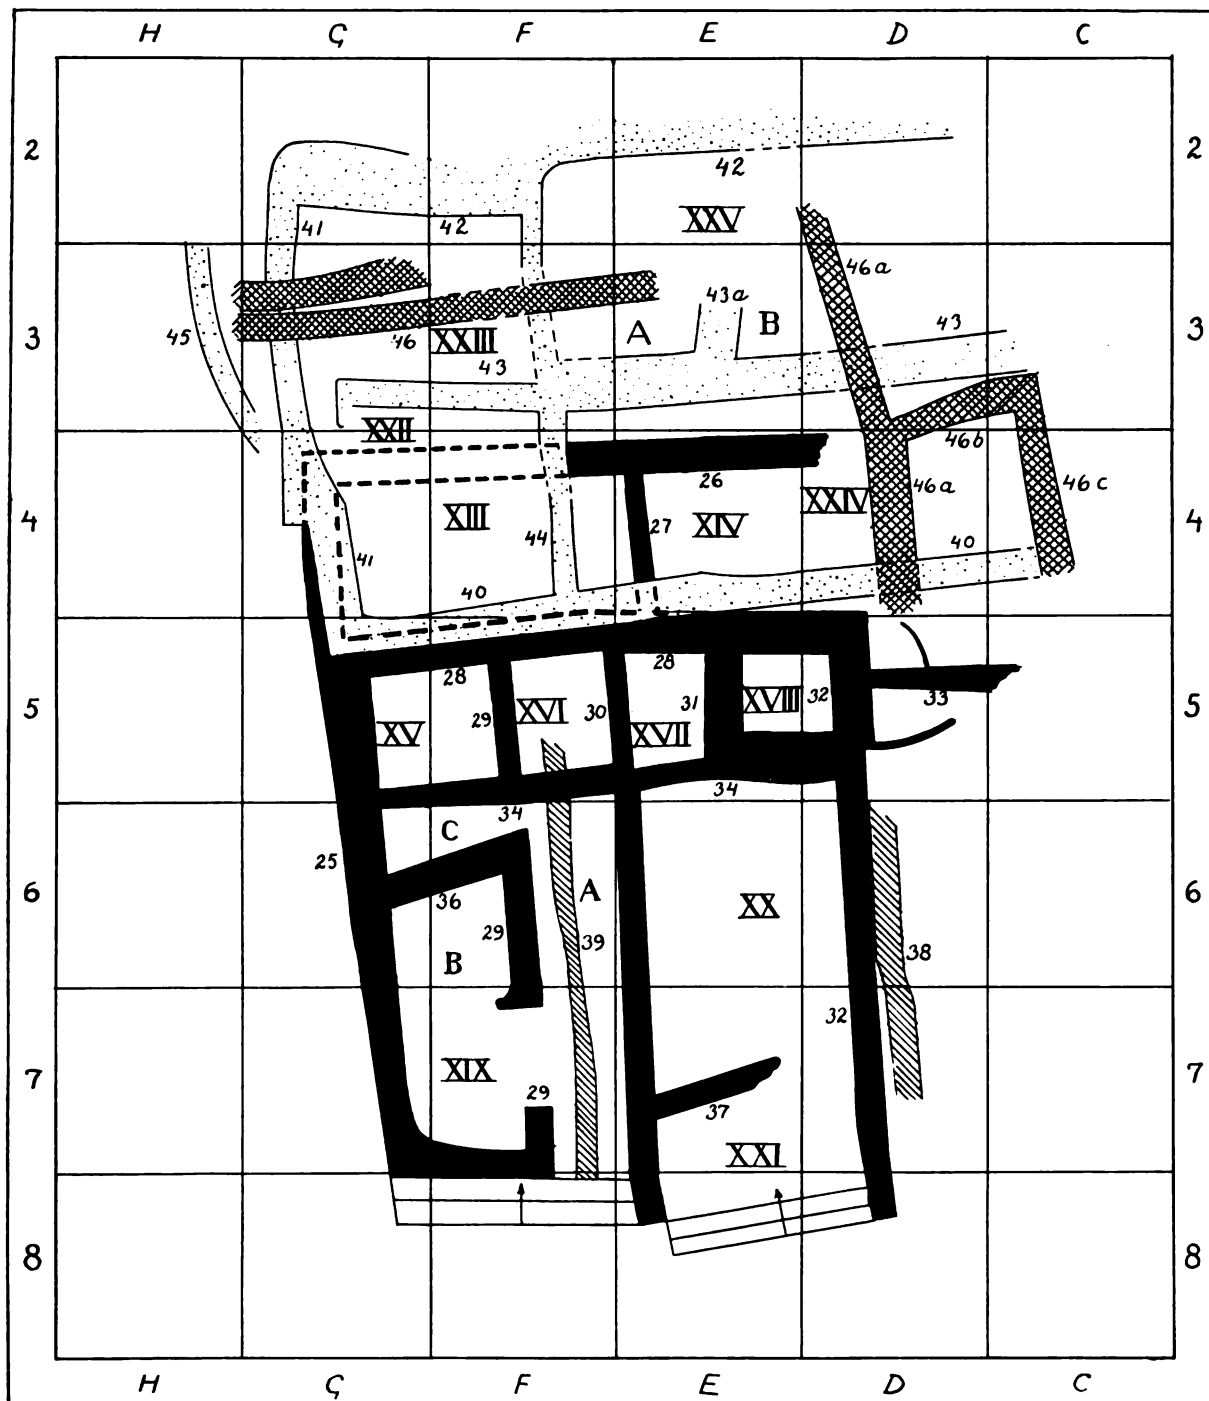 H G F E D C
2 2
42
XXV
41 42
46a
43a
A B 43
3 3
45 46 XXIII
43
XXII
46b
26
46a 46c
XXIV
XIII XIV
4 4
27
44 40
41
40
28 28
XVIII 32 33
5 5
29 XVI 30 31
XV XVII
34
34
C
25
6 A 6
36 XX
29
39 38
B
32
XIX
7 7
29
37
XXI
8 8
H G F E D C